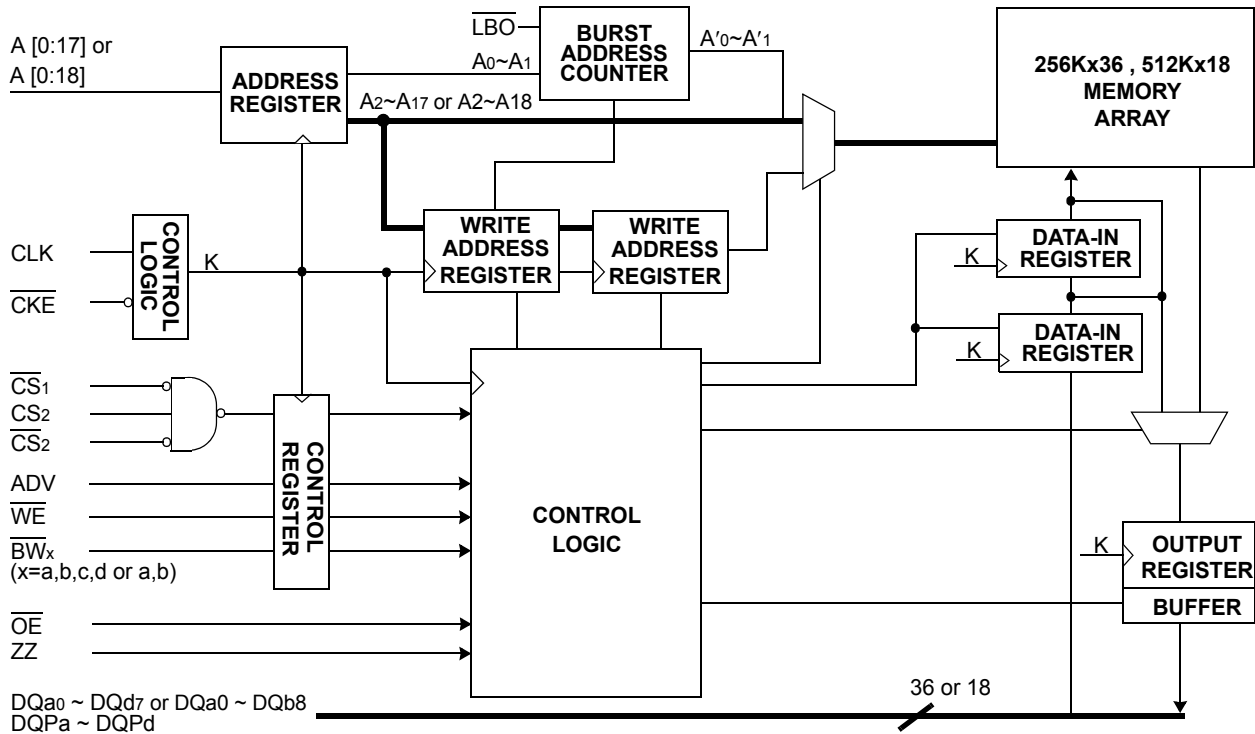 LBO
BURST
ADDRESS
COUNTER
A [0:17] or
A [0:18]
ADDRESS
REGISTER
A0~A1
A′0~A′1
A2~A17 or A2~A18
256Kx36 , 512Kx18
MEMORY
ARRAY
WRITE
ADDRESS
REGISTER
WRITE
ADDRESS
REGISTER
DATA-IN
REGISTER
K
DATA-IN
REGISTER
K
CLK
CKE
CONTROL
LOGIC
K
CS1
CS2
CS2
ADV
WE
BWx
(x=a,b,c,d or a,b)
CONTROL
REGISTER
CONTROL
LOGIC
K
OUTPUT
REGISTER
BUFFER
OE
ZZ
DQa0 ~ DQd7 or DQa0 ~ DQb8
DQPa ~ DQPd
36 or 18